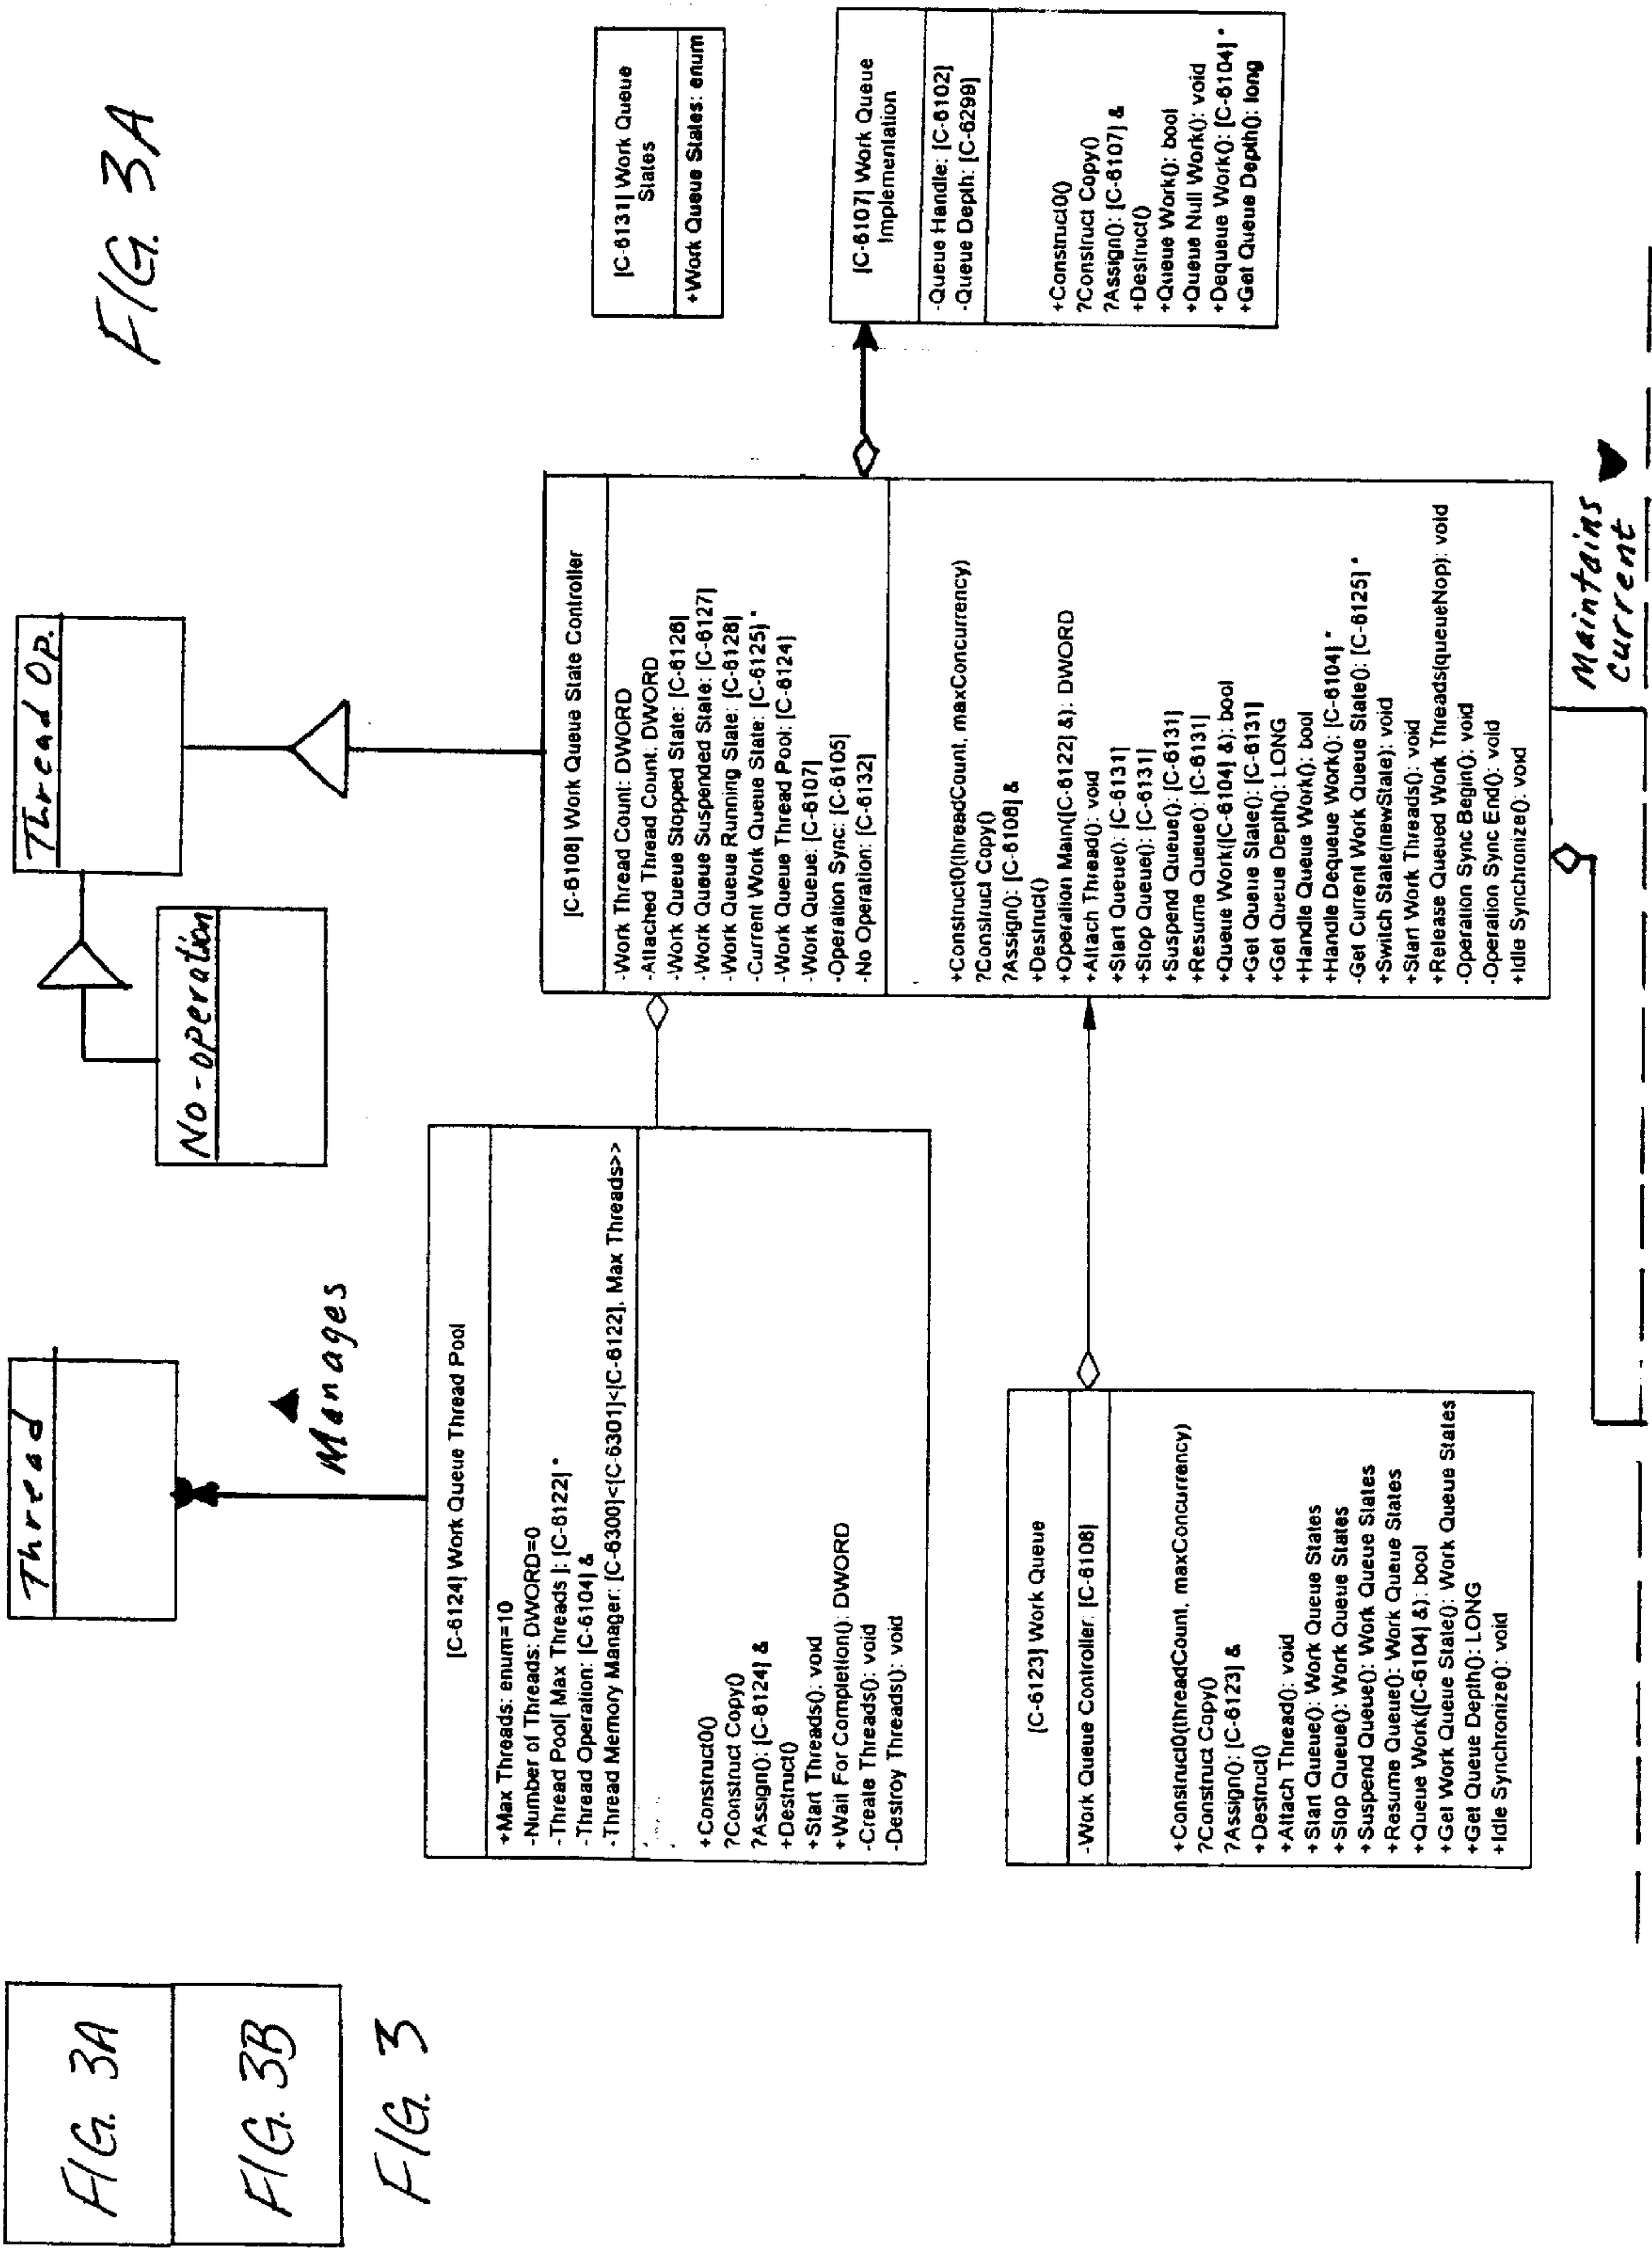 FIG. 3A
FIG. 3B
FIG. 3
FIG. 3A
Thread
Manages
Thread Op.
No-operation
[C-6124] Work Queue Thread Pool
+Max Threads: enum=10
-Number of Threads: DWORD=0
-Thread Pool[ Max Threads ]: [C-6122] *
-Thread Operation: [C-6104] &
-Thread Memory Manager: [C-6300]<[C-6301]<[C-6122], Max Threads>>
+Construct0()
?Construct Copy()
?Assign(): [C-6124] &
+Destruct()
+Start Threads(): void
+Wait For Completion(): DWORD
-Create Threads(): void
-Destroy Threads(): void
[C-6108] Work Queue State Controller
-Work Thread Count: DWORD
-Attached Thread Count: DWORD
-Work Queue Stopped State: [C-6126]
-Work Queue Suspended State: [C-6127]
-Work Queue Running State: [C-6128]
-Current Work Queue State: [C-6125] *
-Work Queue Thread Pool: [C-6124]
-Work Queue: [C-6107]
-Operation Sync: [C-6105]
-No Operation: [C-6132]
+Construct0(threadCount, maxConcurrency)
?Construct Copy()
?Assign(): [C-6108] &
+Destruct()
+Operation Main([C-6122] &): DWORD
+Attach Thread(): void
+Start Queue(): [C-6131]
+Stop Queue(): [C-6131]
+Suspend Queue(): [C-6131]
+Resume Queue(): [C-6131]
+Queue Work([C-6104] &): bool
+Get Queue State(): [C-6131]
+Get Queue Depth(): LONG
+Handle Queue Work(): bool
+Handle Dequeue Work(): [C-6104] *
-Get Current Work Queue State(): [C-6125] *
+Switch State(newState): void
+Start Work Threads(): void
+Release Queued Work Threads(queueNop): void
-Operation Sync Begin(): void
-Operation Sync End(): void
+Idle Synchronize(): void
[C-6131] Work Queue
States
+Work Queue States: enum
[C-6107] Work Queue
Implementation
-Queue Handle: [C-6102]
-Queue Depth: [C-6299]
+Construct0()
?Construct Copy()
?Assign(): [C-6107] &
+Destruct()
+Queue Work(): bool
+Queue Null Work(): void
+Dequeue Work(): [C-6104] *
+Get Queue Depth(): long
[C-6123] Work Queue
-Work Queue Controller: [C-6108]
+Construct0(threadCount, maxConcurrency)
?Construct Copy()
?Assign(): [C-6123] &
+Destruct()
+Attach Thread(): void
+Start Queue(): Work Queue States
+Stop Queue(): Work Queue States
+Suspend Queue(): Work Queue States
+Resume Queue(): Work Queue States
+Queue Work([C-6104] &): bool
+Get Work Queue State(): Work Queue States
+Get Queue Depth(): LONG
+Idle Synchronize(): void
Maintains
current